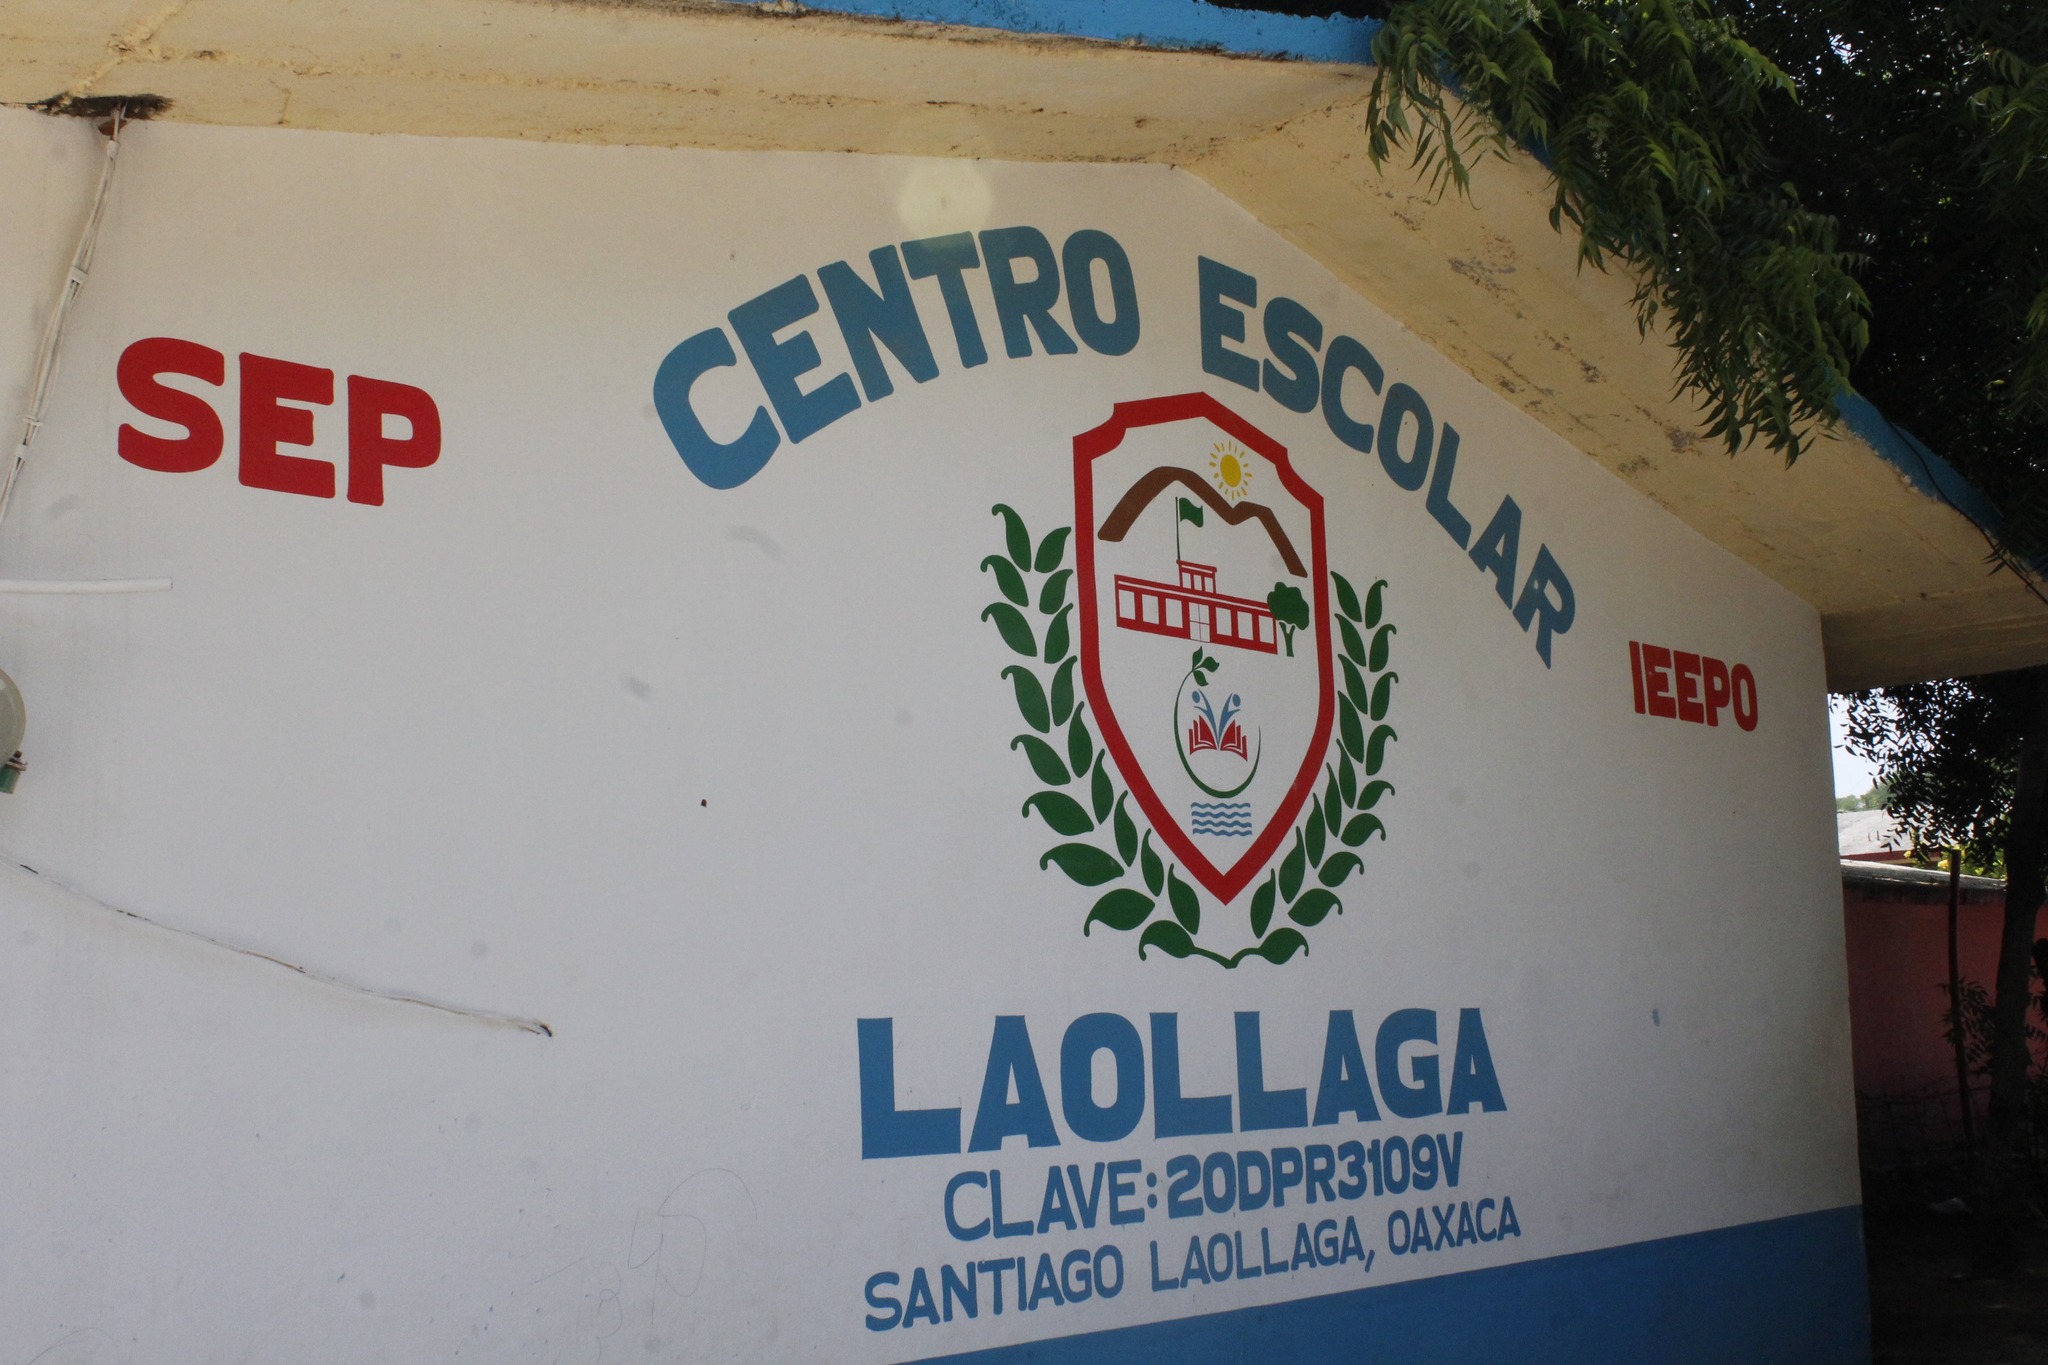 SEP
CENTRO ESCOLAR
IEEPO
LAOLLAGA
CLAVE: 20DPR3109V
SANTIAGO LAOLLAGA, OAXACA